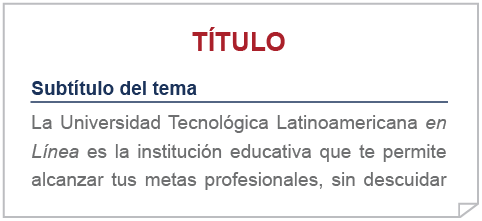 TÍTULO
Subtítulo del tema
La Universidad Tecnológica Latinoamericana en
Línea es la institución educativa que te permite
alcanzar tus metas profesionales, sin descuidar